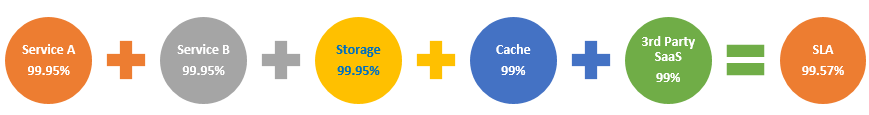 Service A
99.95%
Service B
99.95%
Storage
99.95%
Cache
99%
3rd Party
SaaS
99%
SLA
99.57%